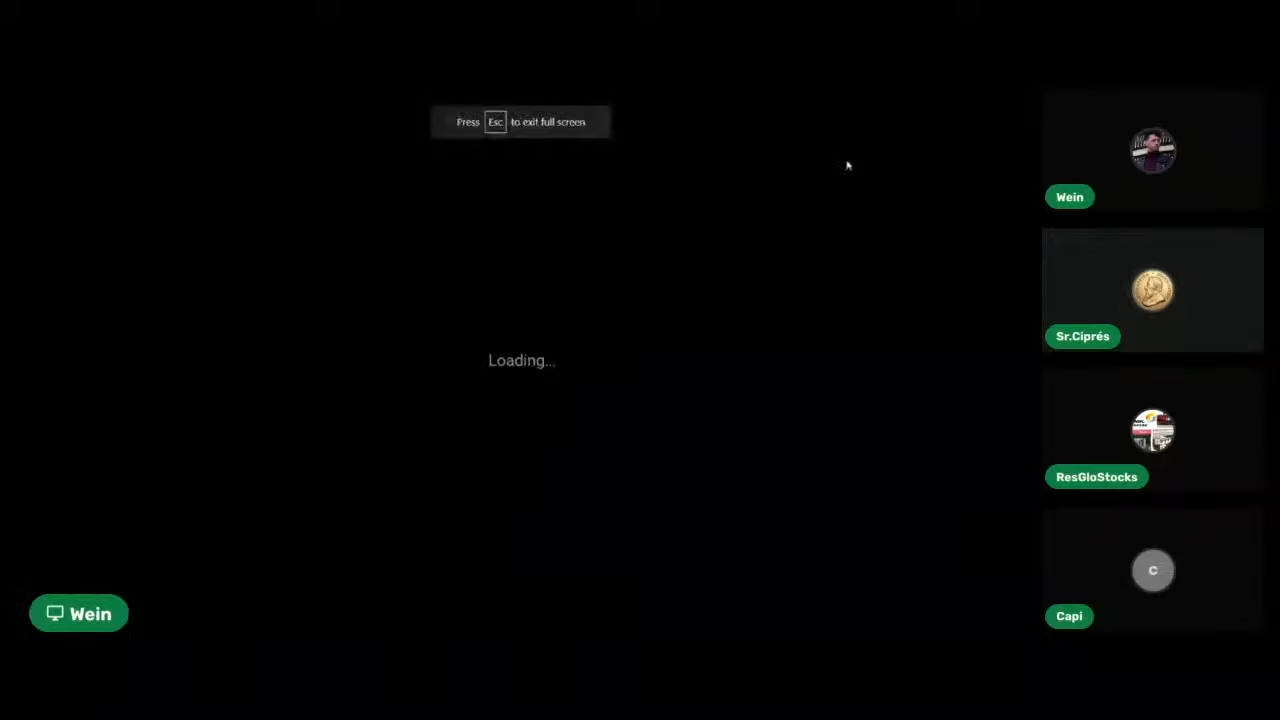 Press Esc to exit full screen
Wein
Sr.Ciprés
Loading...
ResGloStocks
C
Wein
Capi